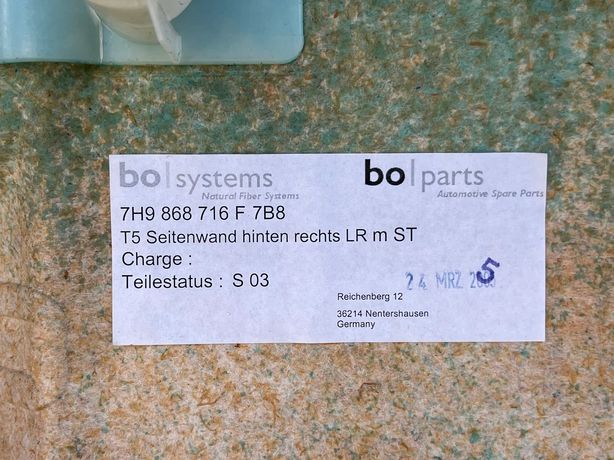 bo|systems
Natural Fiber Systems
bo|parts
Automotive Spare Parts
7H9 868 716 F 7B8
T5 Seitenwand hinten rechts LR m ST
Charge :
Teilestatus : S 03
24 MRZ. 5
Reichenberg 12
36214 Nentershausen
Germany